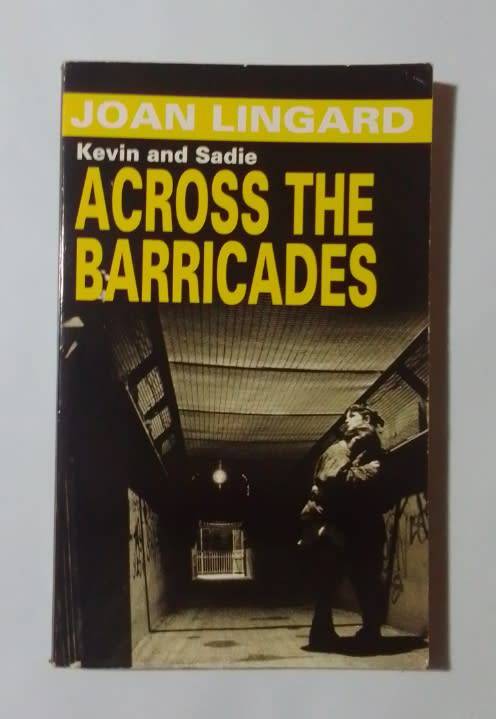 JOAN LINGARD
Kevin and Sadie
ACROSS THE
BARRICADES